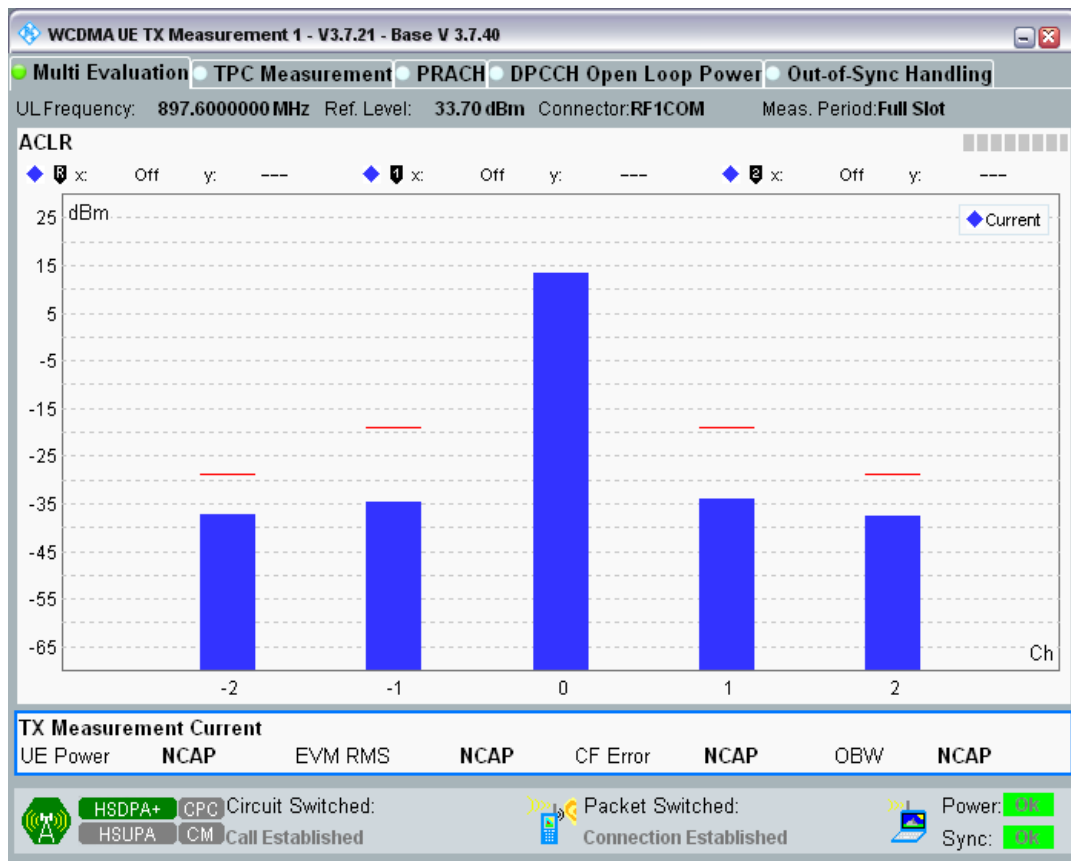 WCDMA UE TX Measurement 1 - V3.7.21 - Base V 3.7.40
Multi Evaluation TPC Measurement PRACH DPCCH Open Loop Power Out-of-Sync Handling
UL Frequency: 897.6000000 MHz Ref. Level: 33.70 dBm Connector:RF1COM Meas. Period:Full Slot
ACLR
R x: Off y: --- 1 x: Off y: --- 2 x: Off y: ---
dBm
Current
25
15
5
-5
-15
-25
-35
-45
-55
-65
Ch
-2 -1 0 1 2
TX Measurement Current
UE Power NCAP EVM RMS NCAP CF Error NCAP OBW NCAP
HSDPA+ CPC Circuit Switched: Packet Switched: Power: OK
HSUPA CM Call Established Connection Established Sync: OK